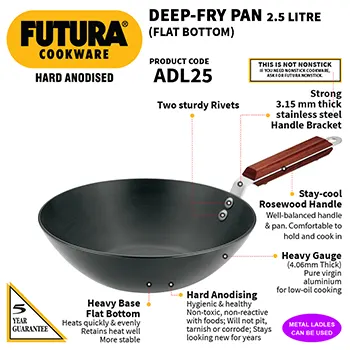 FUTURA®
COOKWARE
HARD ANODISED
DEEP-FRY PAN 2.5 LITRE
(FLAT BOTTOM)
PRODUCT CODE
ADL25
THIS IS NOT NONSTICK
IF YOU NEED NONSTICK COOKWARE,
ASK FOR FUTURA NONSTICK.
Two sturdy Rivets
Strong
3.15 mm thick
stainless steel
Handle Bracket
Stay-cool
Rosewood Handle
Well-balanced handle
& pan. Comfortable to
hold and cook in
Heavy Gauge
(4.06mm Thick)
Pure virgin
aluminium
for low-oil cooking
5
YEAR
GUARANTEE
Heavy Base
Flat Bottom
Heats quickly & evenly
Retains heat well
More stable
Hard Anodising
Hygienic & healthy
Non-toxic, non-reactive
with foods; Will not pit,
tarnish or corrode; Stays
looking new for years
METAL LADLES
CAN BE USED